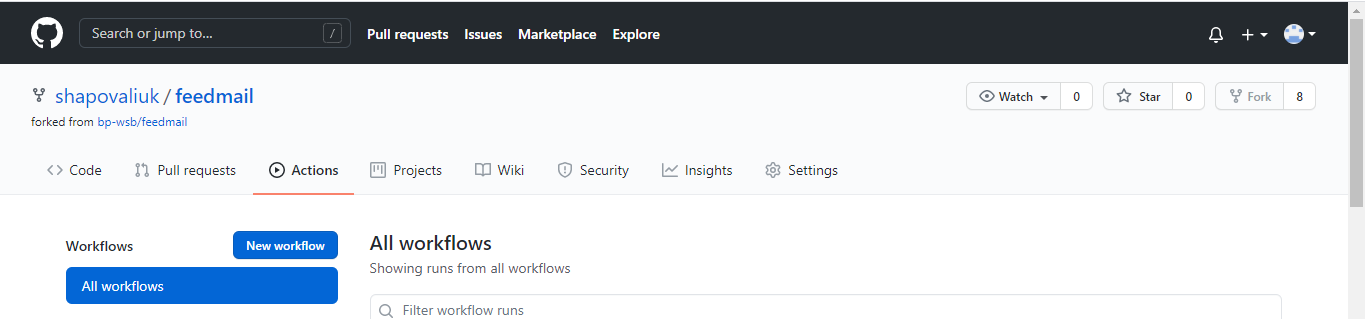 Search or jump to... / Pull requests Issues Marketplace Explore
shapovaliuk / feedmail Watch 0 Star 0 Fork 8
forked from bp-wsb/feedmail
Code Pull requests Actions Projects Wiki Security Insights Settings
Workflows New workflow All workflows
Showing runs from all workflows
All workflows
Filter workflow runs